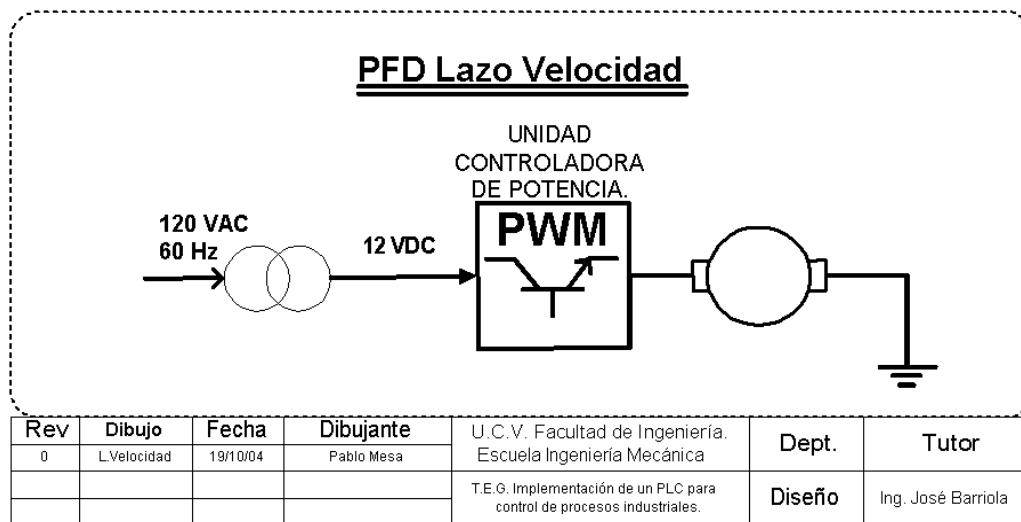 PFD Lazo Velocidad
UNIDAD
CONTROLADORA
DE POTENCIA.
120 VAC
60 Hz
12 VDC
PWM
Rev
Dibujo
Fecha
Dibujante
0
L.Velocidad
19/10/04
Pablo Mesa
U.C.V. Facultad de Ingeniería.
Escuela Ingeniería Mecánica
Dept.
Tutor
T.E.G. Implementación de un PLC para
control de procesos industriales.
Diseño
Ing. José Barriola